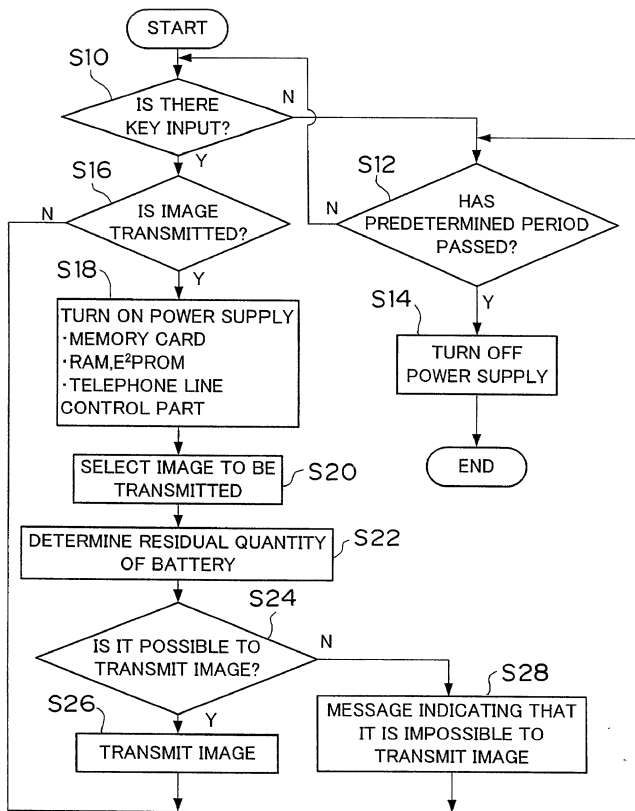 START
S10
IS THERE
KEY INPUT?
N
Y
S16
N
IS IMAGE
TRANSMITTED?
Y
S12
N
HAS
PREDETERMINED PERIOD
PASSED?
Y
S14
TURN OFF
POWER SUPPLY
END
S18
TURN ON POWER SUPPLY
·MEMORY CARD
·RAM,E²PROM
·TELEPHONE LINE
CONTROL PART
SELECT IMAGE TO BE
TRANSMITTED
S20
DETERMINE RESIDUAL QUANTITY
OF BATTERY
S22
S24
IS IT POSSIBLE TO
TRANSMIT IMAGE?
N
Y
S26
TRANSMIT IMAGE
S28
MESSAGE INDICATING THAT
IT IS IMPOSSIBLE TO
TRANSMIT IMAGE